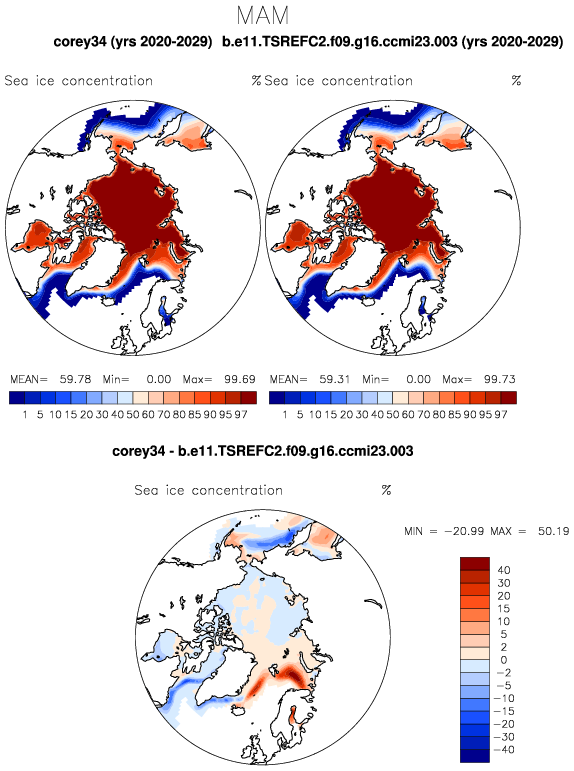 MAM
corey34 (yrs 2020-2029) b.e11.TSREFC2.f09.g16.ccmi23.003 (yrs 2020-2029)
Sea ice concentration % Sea ice concentration %
MEAN= 59.78 Min= 0.00 Max= 99.69 MEAN= 59.31 Min= 0.00 Max= 99.73
1 5 10 15 20 30 40 50 60 70 80 85 90 95 97 1 5 10 15 20 30 40 50 60 70 80 85 90 95 97
corey34 - b.e11.TSREFC2.f09.g16.ccmi23.003
Sea ice concentration %
MIN = -20.99 MAX = 50.19
40
30
20
15
10
5
2
0
-2
-5
-10
-15
-20
-30
-40